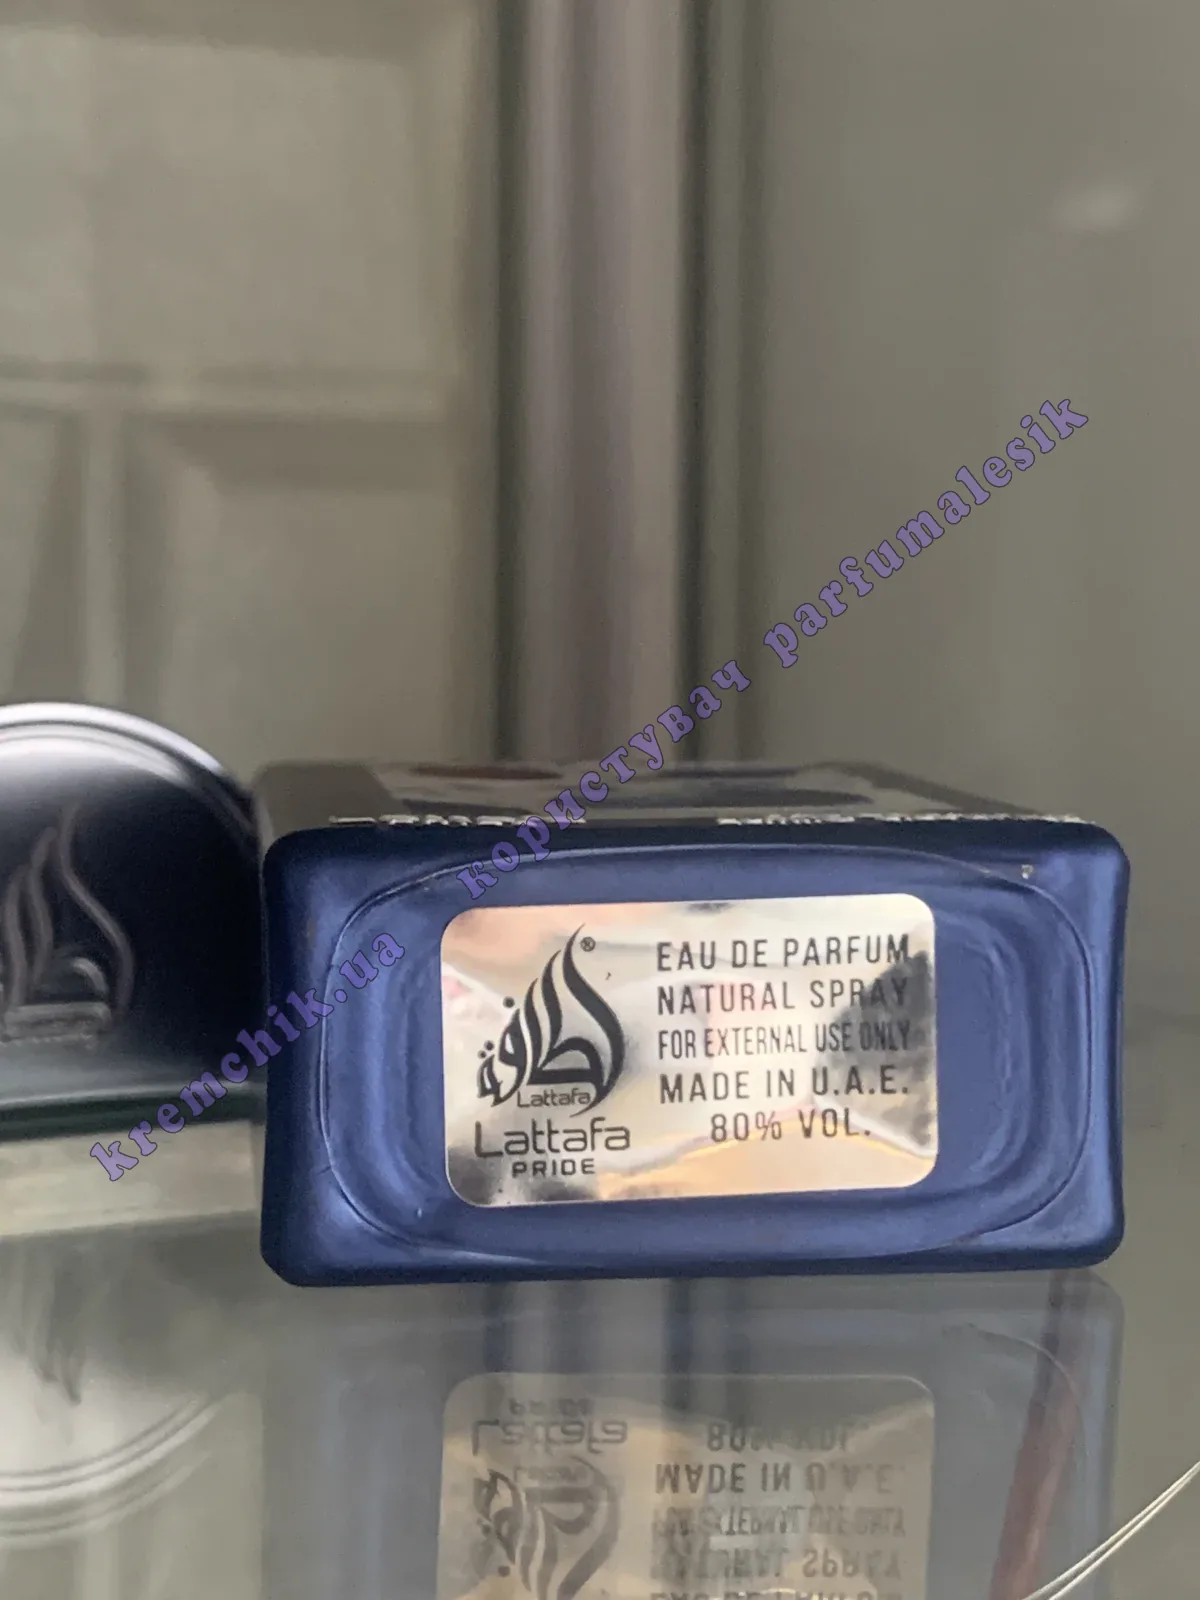 EAU DE PARFUM
NATURAL SPRAY
FOR EXTERNAL USE ONLY
MADE IN U.A.E.
80% VOL.
لطافة
Lattafa
Lattafa
PRIDE
kremchik.ua користувач parfumalesik